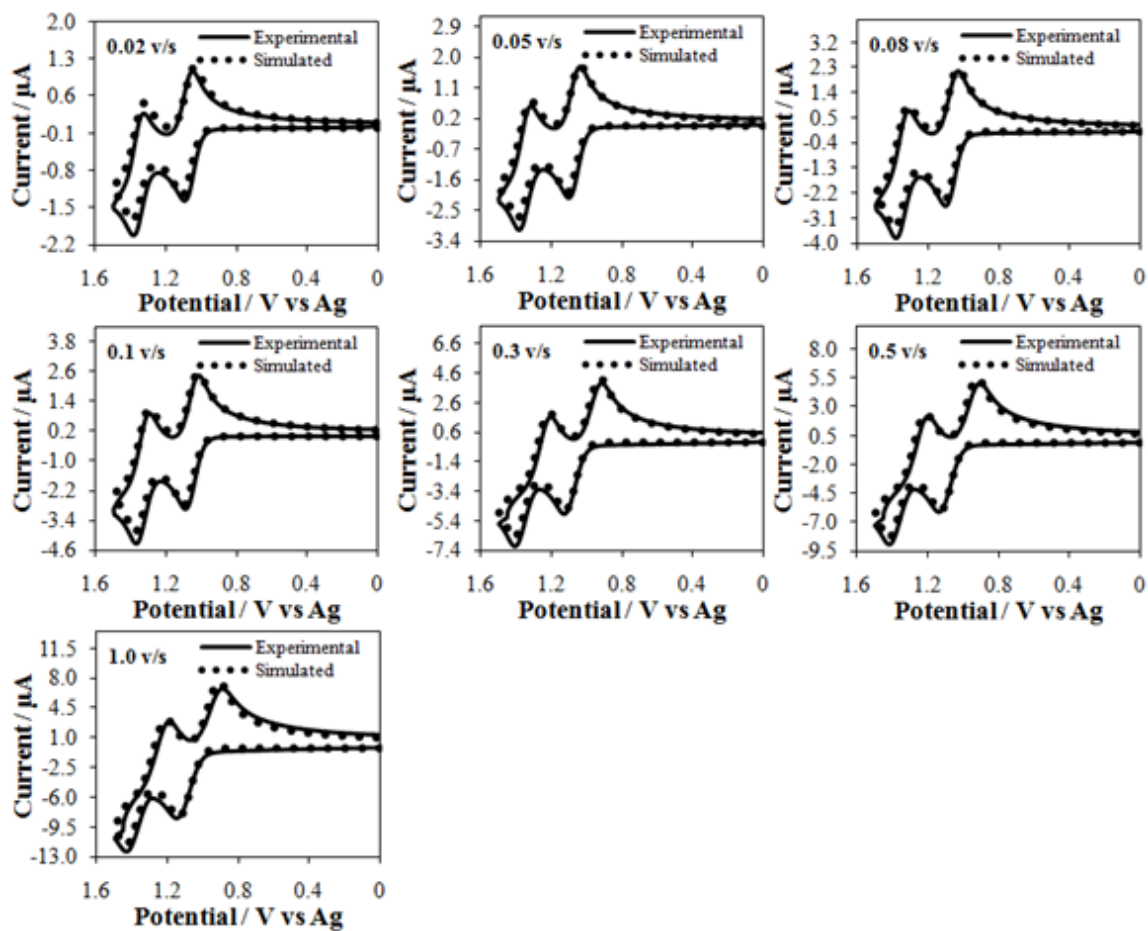 0.02 v/s
Experimental
Simulated
2.0
1.3
0.6
-0.1
-0.8
-1.5
-2.2
Current / µA
1.6 1.2 0.8 0.4 0
Potential / V vs Ag
0.05 v/s
Experimental
Simulated
2.9
2.0
1.1
0.2
-0.7
-1.6
-2.5
-3.4
Current / µA
1.6 1.2 0.8 0.4 0
Potential / V vs Ag
0.08 v/s
Experimental
Simulated
3.2
2.3
1.4
0.5
-0.4
-1.3
-2.2
-3.1
-4.0
Current / µA
1.6 1.2 0.8 0.4 0
Potential / V vs Ag
0.1 v/s
Experimental
Simulated
3.8
2.6
1.4
0.2
-1.0
-2.2
-3.4
-4.6
Current / µA
1.6 1.2 0.8 0.4 0
Potential / V vs Ag
0.3 v/s
Experimental
Simulated
6.6
4.6
2.6
0.6
-1.4
-3.4
-5.4
-7.4
Current / µA
1.6 1.2 0.8 0.4 0
Potential / V vs Ag
0.5 v/s
Experimental
Simulated
8.0
5.5
3.0
0.5
-2.0
-4.5
-7.0
-9.5
Current / µA
1.6 1.2 0.8 0.4 0
Potential / V vs Ag
1.0 v/s
Experimental
Simulated
11.5
8.0
4.5
1.0
-2.5
-6.0
-9.5
-13.0
Current / µA
1.6 1.2 0.8 0.4 0
Potential / V vs Ag